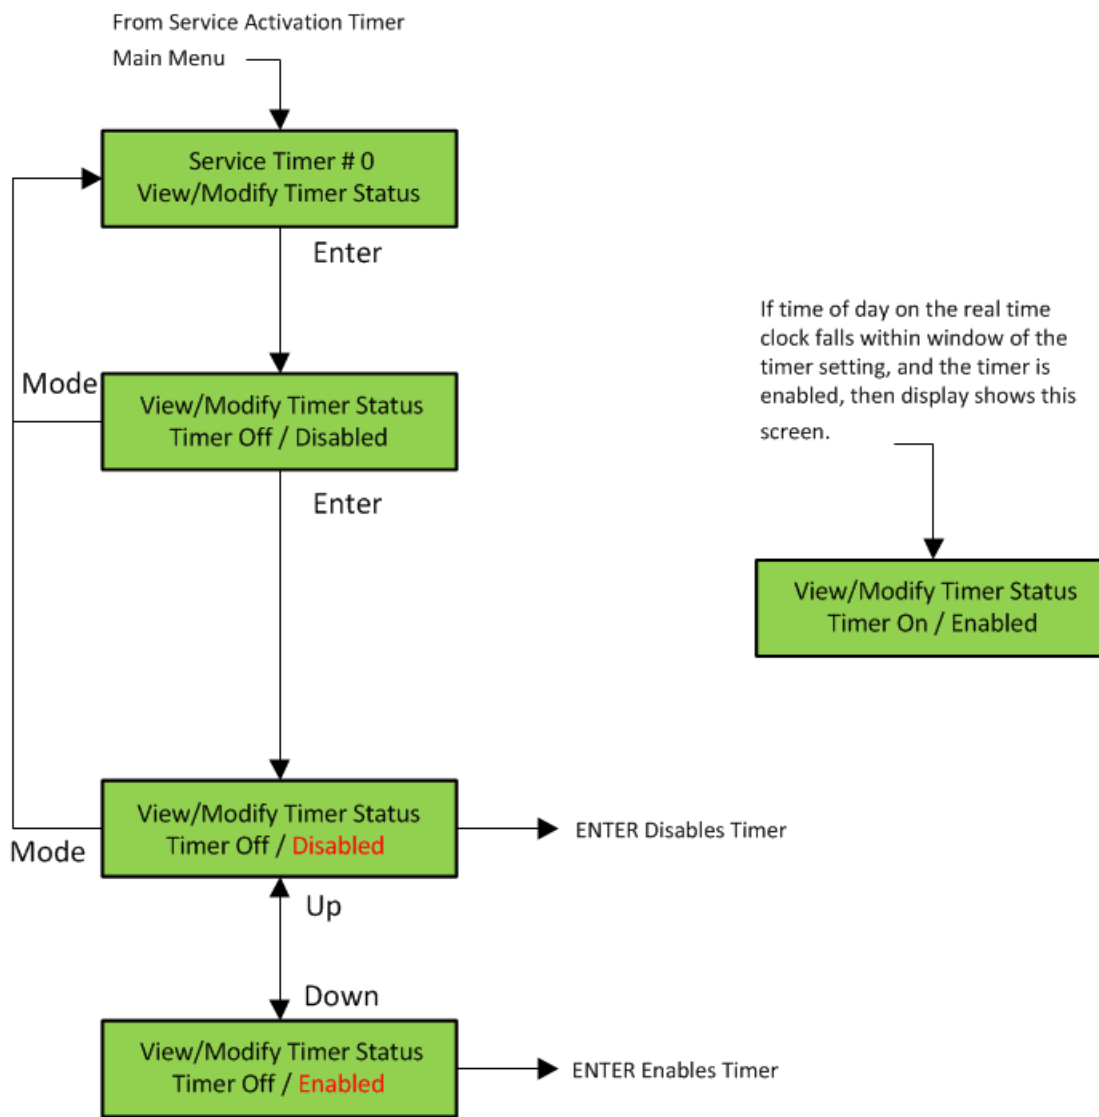 From Service Activation Timer
Main Menu
Service Timer # 0
View/Modify Timer Status
Enter
Mode
View/Modify Timer Status
Timer Off / Disabled
Enter
If time of day on the real time
clock falls within window of the
timer setting, and the timer is
enabled, then display shows this
screen.
View/Modify Timer Status
Timer On / Enabled
View/Modify Timer Status
Timer Off / Disabled
Mode
ENTER Disables Timer
Up
Down
View/Modify Timer Status
Timer Off / Enabled
ENTER Enables Timer